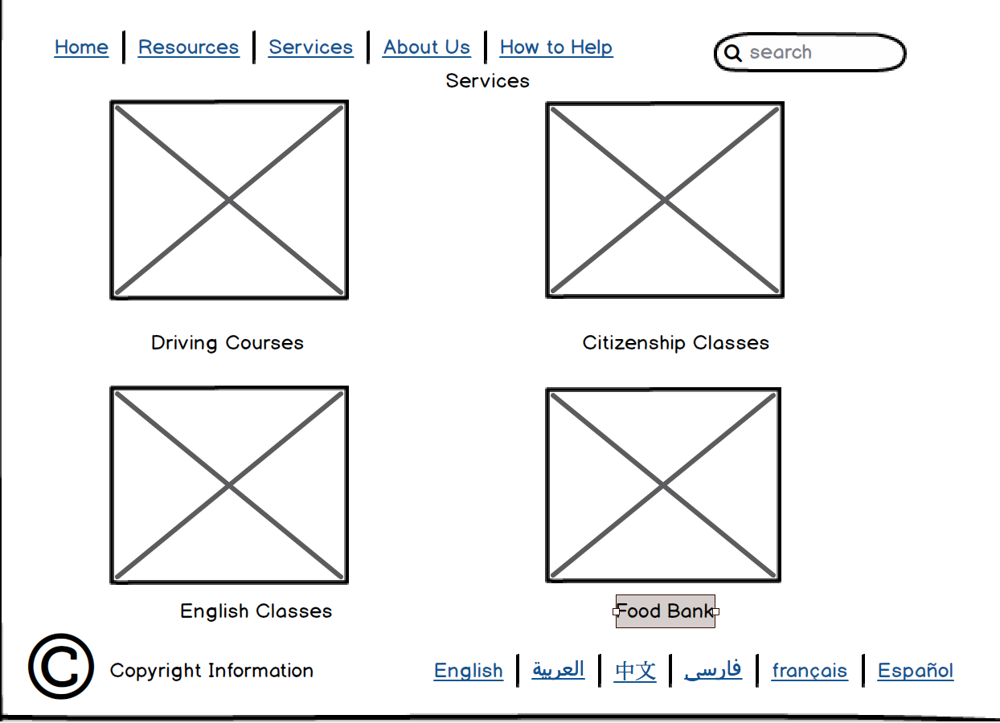 Home Resources Services About Us How to Help search
Services
Driving Courses Citizenship Classes
English Classes Food Bank
© Copyright Information English العربية 中文 فارسی français Español